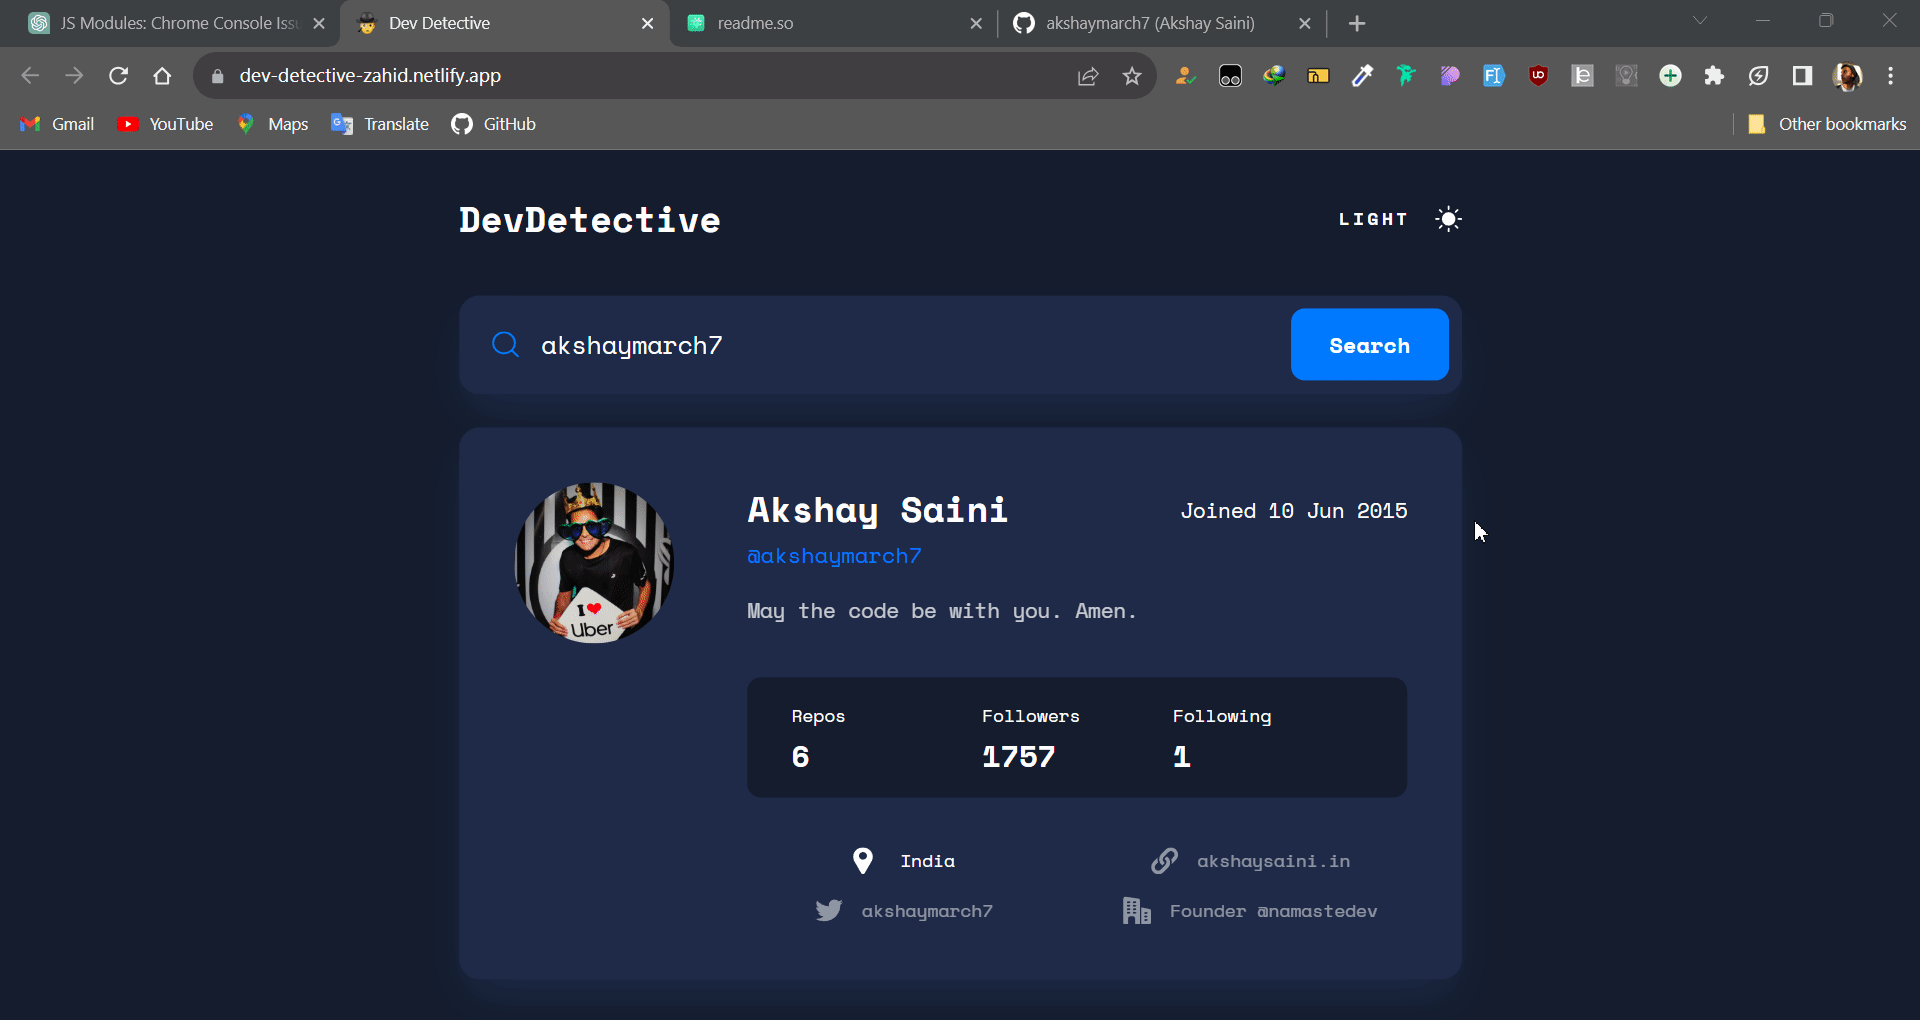 JS Modules: Chrome Console Issu
Dev Detective
readme.so
akshaymarch7 (Akshay Saini)
dev-detective-zahid.netlify.app
Gmail
YouTube
Maps
Translate
GitHub
Other bookmarks
DevDetective
LIGHT
akshaymarch7
Search
Akshay Saini
Joined 10 Jun 2015
@akshaymarch7
May the code be with you. Amen.
I ❤
Uber
Repos
Followers
Following
6
1757
1
India
akshaysaini.in
akshaymarch7
Founder @namastedev